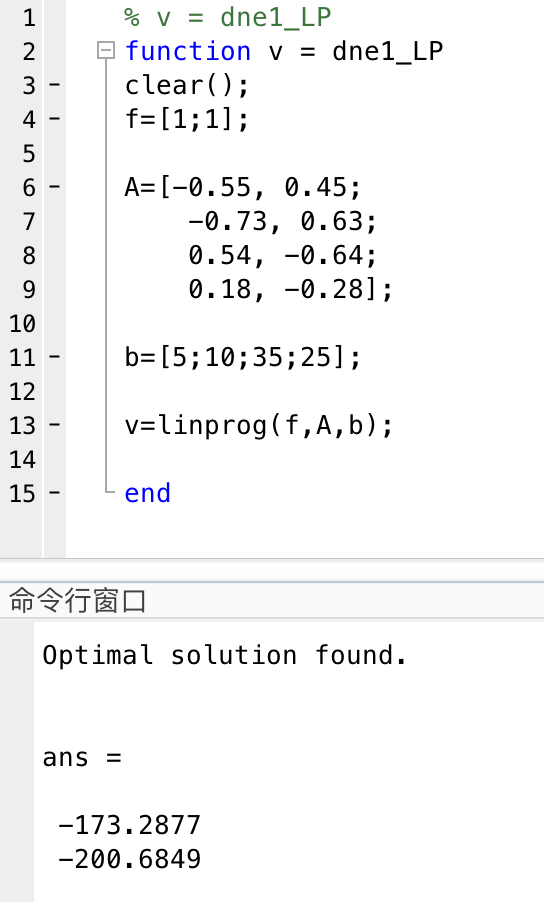 1 % v = dne1_LP
2 function v = dne1_LP
3 - clear();
4 - f=[1;1];
5
6 - A=[-0.55, 0.45;
7 -0.73, 0.63;
8 0.54, -0.64;
9 0.18, -0.28];
10
11 - b=[5;10;35;25];
12
13 - v=linprog(f,A,b);
14
15 - end
命令行窗口
Optimal solution found.
ans =
-173.2877
-200.6849